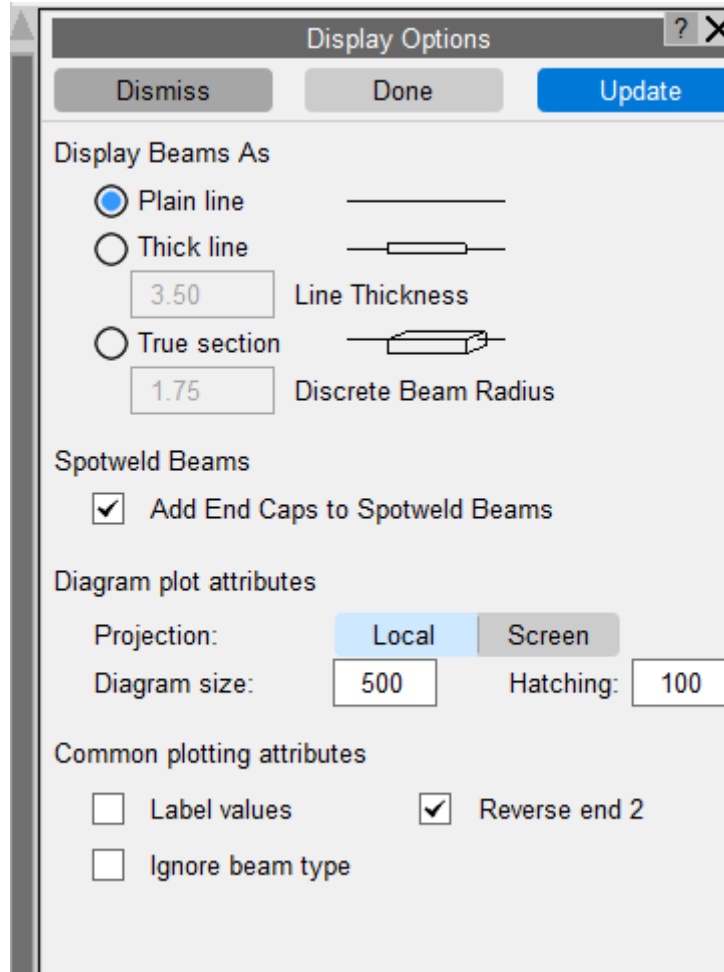 Display Options ?
Dismiss Done Update
Display Beams As
Plain line
Thick line
3.50 Line Thickness
True section
1.75 Discrete Beam Radius
Spotweld Beams
Add End Caps to Spotweld Beams
Diagram plot attributes
Projection: Local Screen
Diagram size: 500 Hatching: 100
Common plotting attributes
Label values Reverse end 2
Ignore beam type